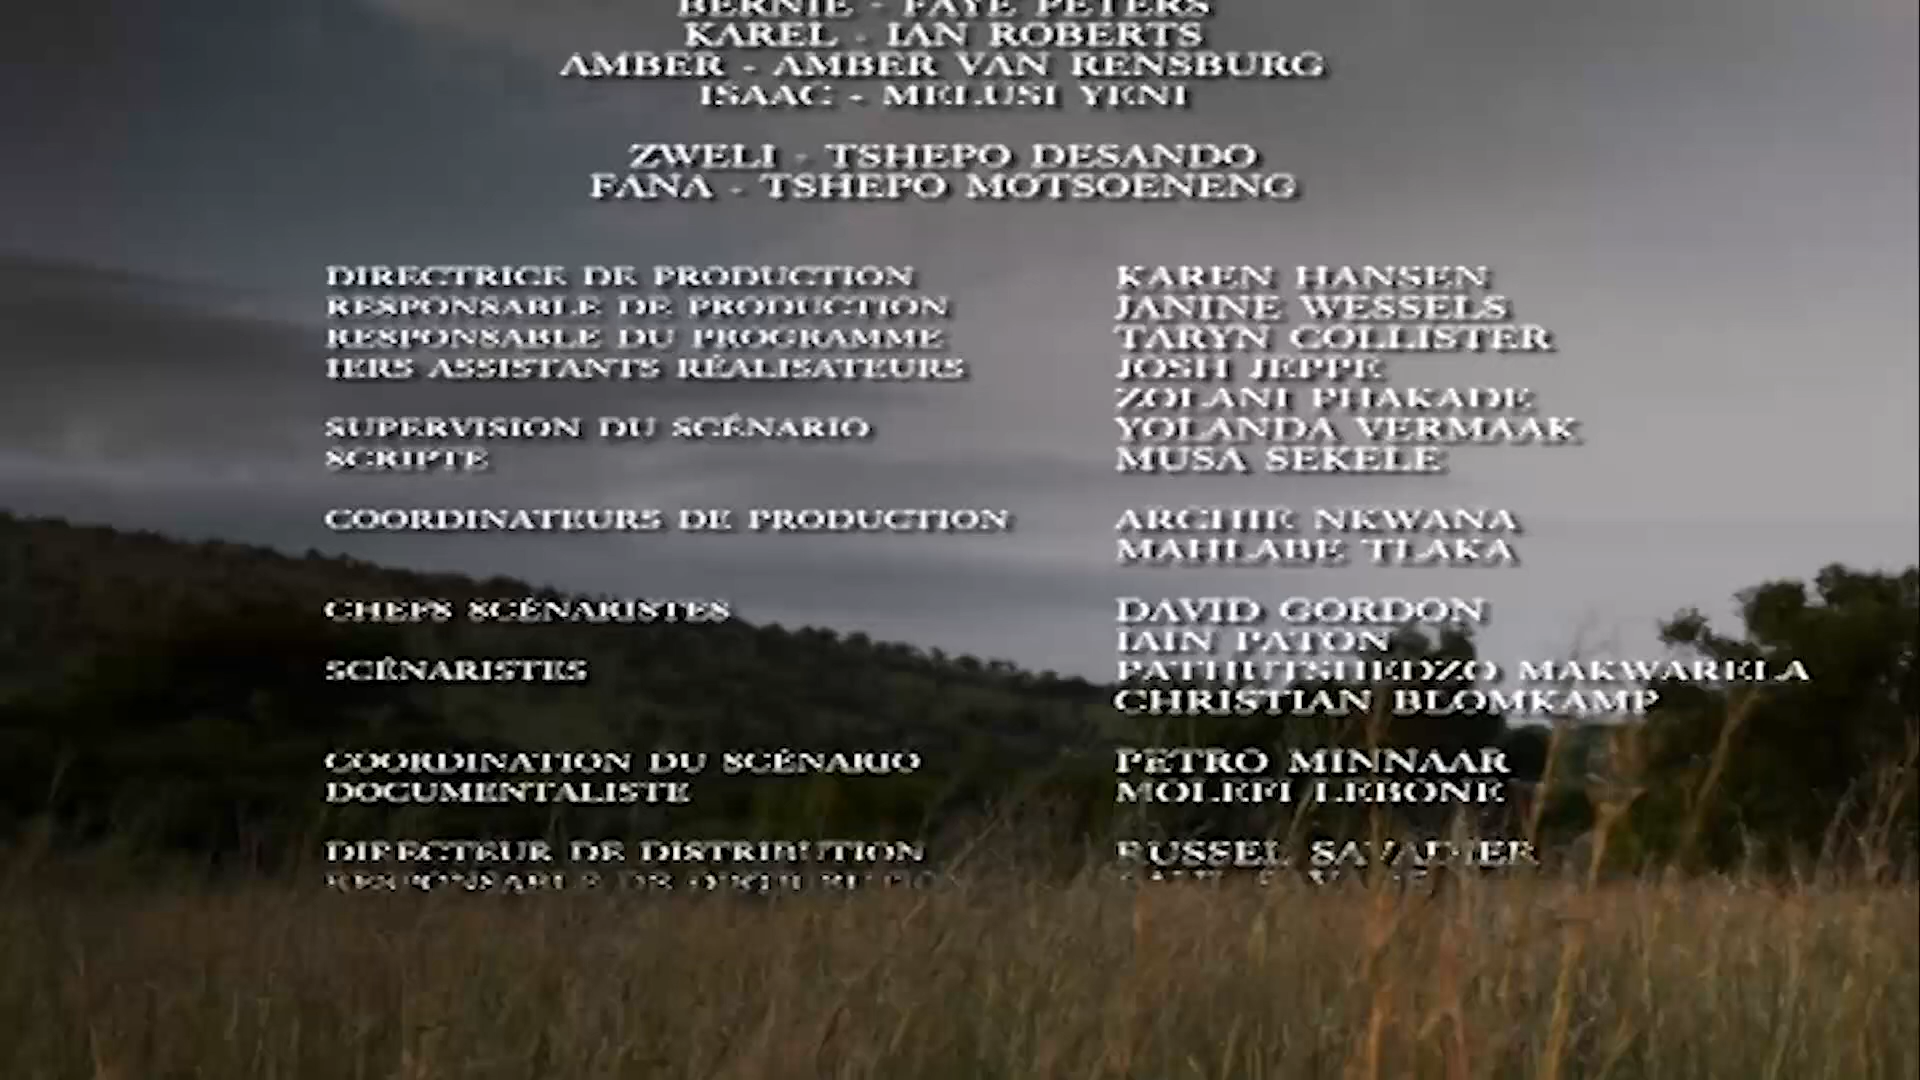 BERNIE - FAYE PETERS
KAREL - IAN ROBERTS
AMBER - AMBER VAN RENSBURG
ISAAC - MELUSI YENI
ZWELI - TSHEPO DESANDO
FANA - TSHEPO MOTSOENENG
DIRECTRICE DE PRODUCTION KAREN HANSEN
RESPONSABLE DE PRODUCTION JANINE WESSELS
RESPONSABLE DU PROGRAMME TARYN COLLISTER
1ERS ASSISTANTS RÉALISATEURS JOSH JEPPE
ZOLANI PHAKADE
SUPERVISION DU SCÉNARIO YOLANDA VERMAAK
SCRIPTE MUSA SEKELE
COORDINATEURS DE PRODUCTION ARCHIE NKWANA
MAHLABE TLAKA
CHEFS SCÉNARISTES DAVID GORDON
IAIN PATON
SCÉNARISTES PATHUTSHEDZO MAKWARELA
CHRISTIAN BLOMKAMP
COORDINATION DU SCÉNARIO PETRO MINNAAR
DOCUMENTALISTE MOLEFI LEBONE
DIRECTEUR DE DISTRIBUTION RUSSEL SAVADIER